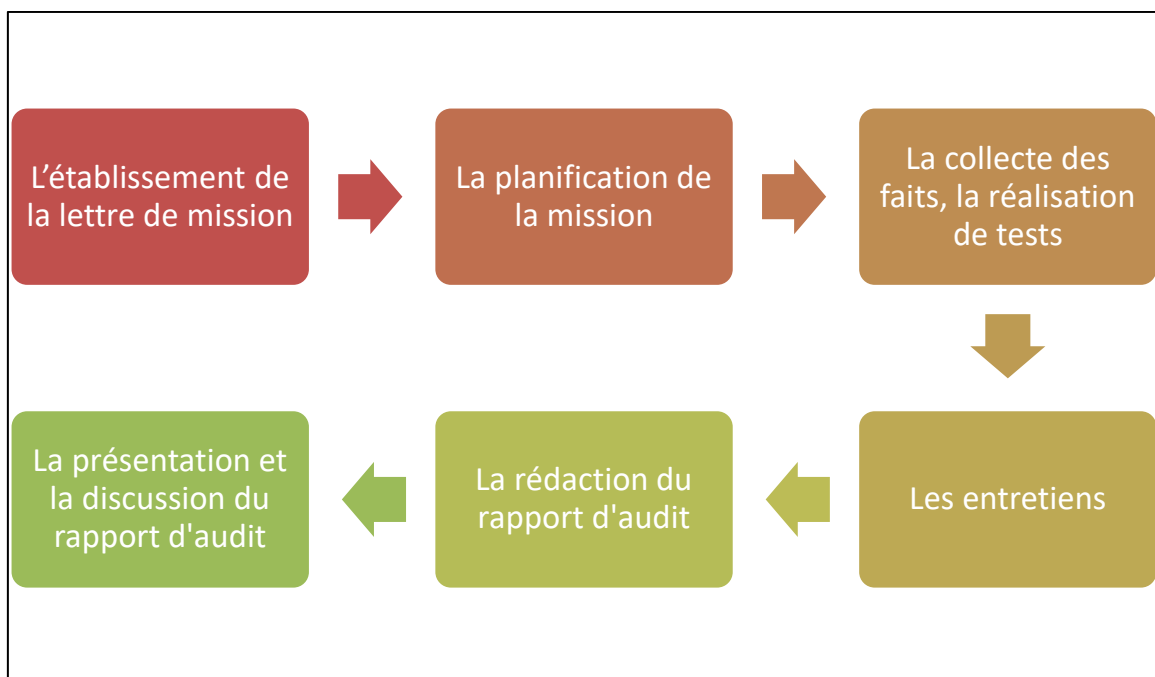 L’établissement de
la lettre de mission
La planification de
la mission
La collecte des
faits, la réalisation
de tests
Les entretiens
La rédaction du
rapport d'audit
La présentation et
la discussion du
rapport d'audit